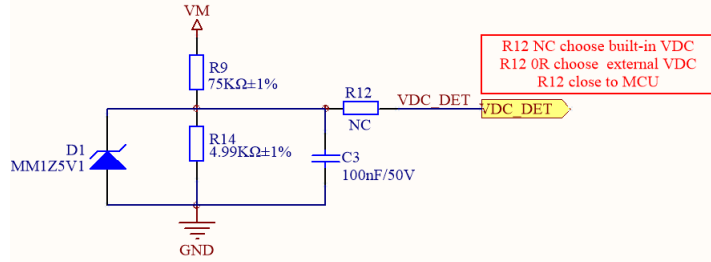 VM
R12 NC choose built-in VDC
R12 0R choose external VDC
R12 close to MCU
R9
75KΩ±1%
R12
NC
VDC_DET
VDC_DET
R14
4.99KΩ±1%
D1
MM1Z5V1
C3
100nF/50V
GND